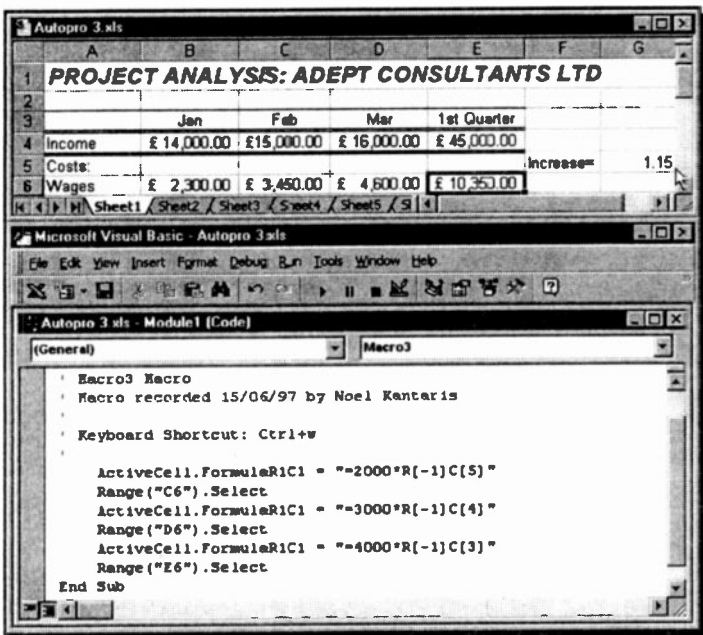 Autopro 3.xls
A B C D E F G
1 PROJECT ANALYSIS: ADEPT CONSULTANTS LTD
2
3 Jan Feb Mar 1st Quarter
4 Income £ 14,000.00 £15,000.00 £ 16,000.00 £ 45,000.00
5 Costs: Increase= 1.15
6 Wages £ 2,300.00 £ 3,450.00 £ 4,600.00 £ 10,350.00
Sheet1 Sheet2 Sheet3 Sheet4 Sheet5 Sl
Microsoft Visual Basic - Autopro 3.xls
File Edit View Insert Format Debug Run Tools Window Help
Autopro 3.xls - Module1 (Code)
(General) Macro3
' Macro3 Macro
' Macro recorded 15/06/97 by Noel Kantaris
'
' Keyboard Shortcut: Ctrl+w
'
ActiveCell.FormulaR1C1 = "=2000*R[-1]C[5]"
Range("C6").Select
ActiveCell.FormulaR1C1 = "=3000*R[-1]C[4]"
Range("D6").Select
ActiveCell.FormulaR1C1 = "=4000*R[-1]C[3]"
Range("E6").Select
End Sub